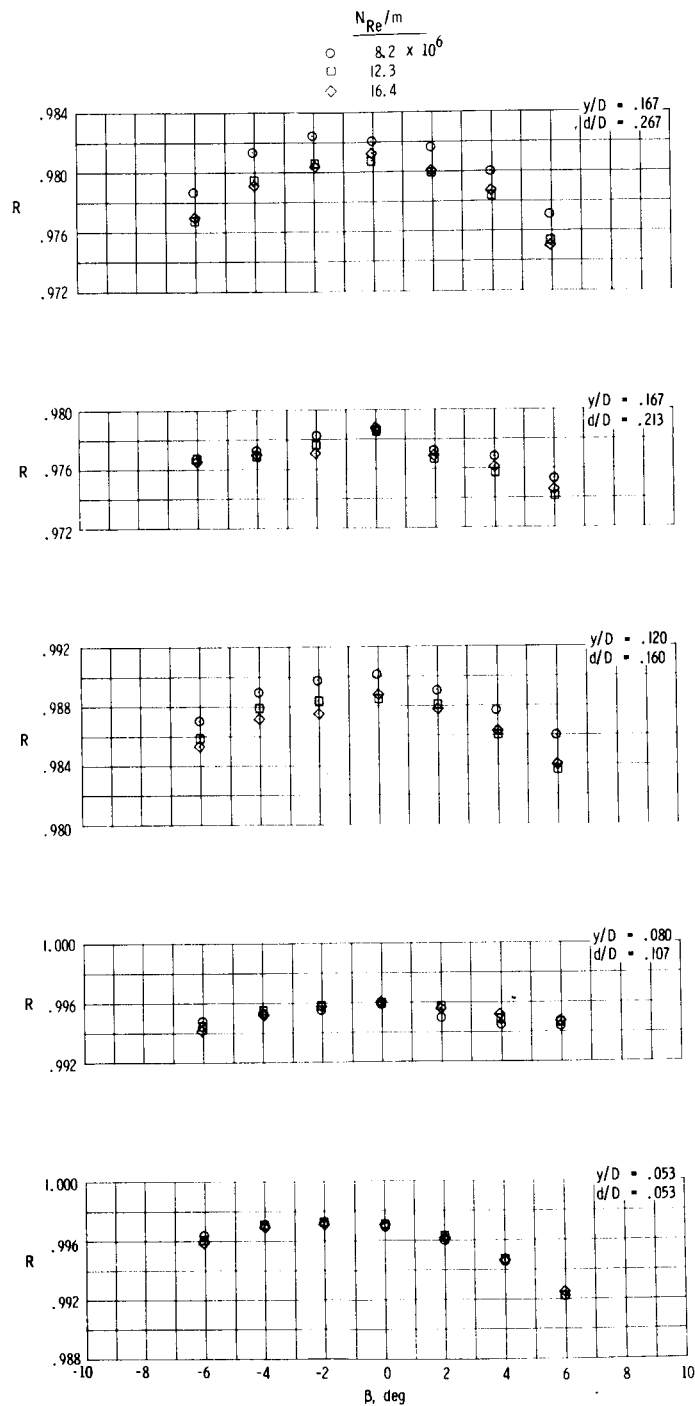 N_Re/m
○ 8.2 x 10^6
□ 12.3
◇ 16.4
y/D = .167
d/D = .267
.984
.980
R
.976
.972
y/D = .167
d/D = .213
.980
R
.976
.972
y/D = .120
d/D = .160
.992
.988
R
.984
.980
y/D = .080
d/D = .107
1.000
R
.996
.992
y/D = .053
d/D = .053
1.000
.996
R
.992
.988
-10 -8 -6 -4 -2 0 2 4 6 8 10
β, deg